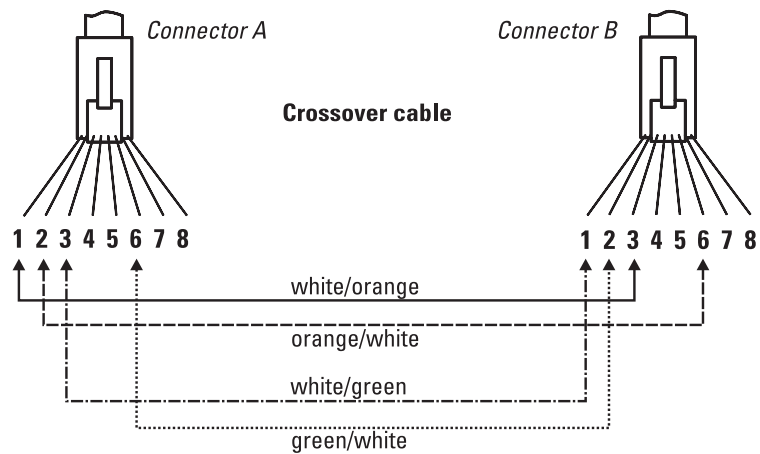 Connector A Connector B
Crossover cable
1 2 3 4 5 6 7 8 1 2 3 4 5 6 7 8
white/orange
orange/white
white/green
green/white